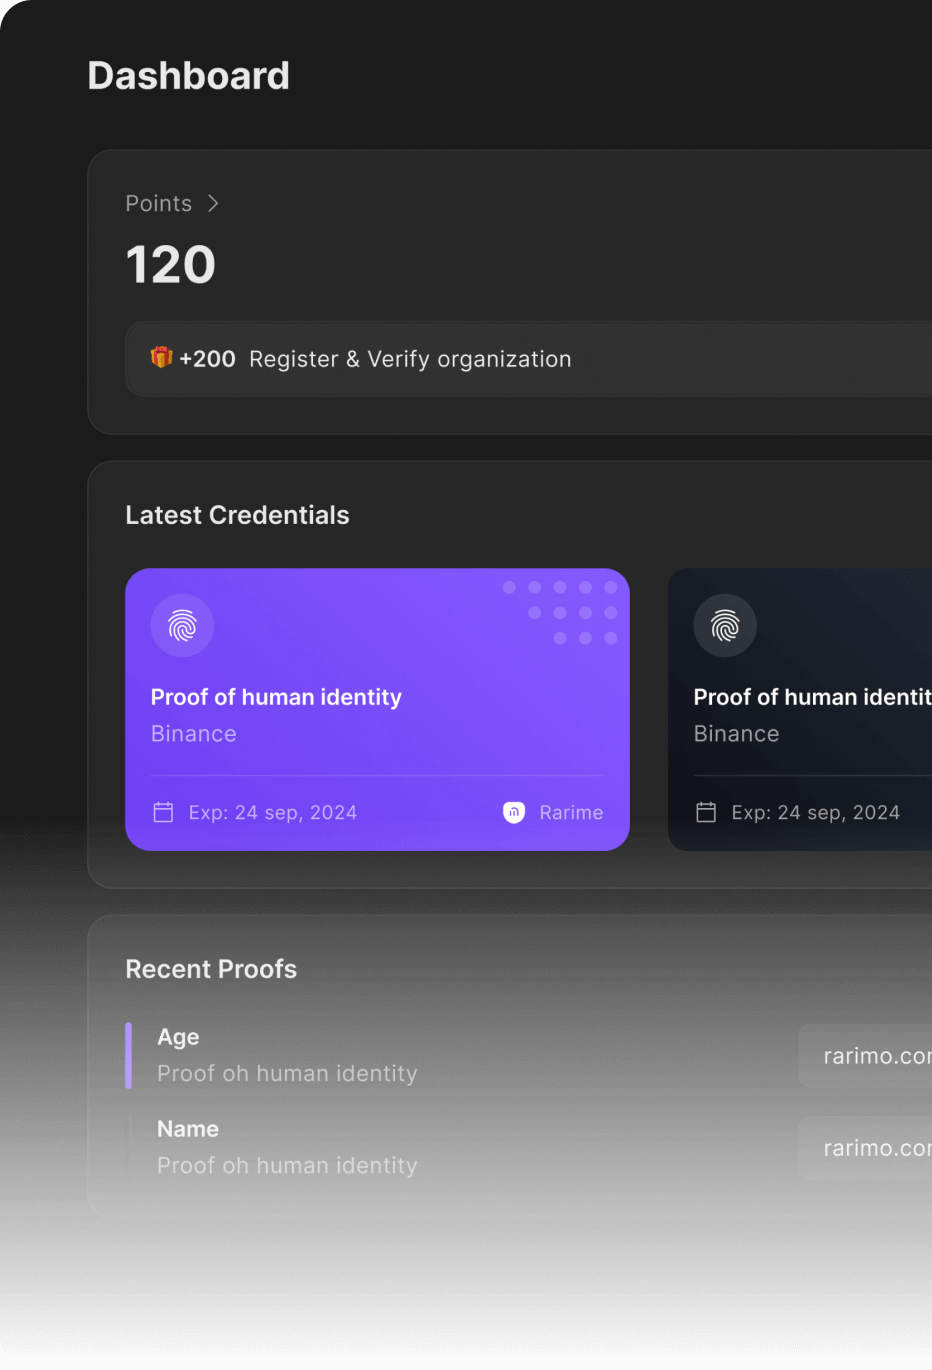 Dashboard
Points
120
+200 Register & Verify organization
Latest Credentials
Proof of human identity
Binance
Exp: 24 sep, 2024
Rarime
Proof of human identit
Binance
Exp: 24 sep, 2024
Recent Proofs
Age
Proof oh human identity
rarimo.cor
Name
Proof oh human identity
rarimo.cor